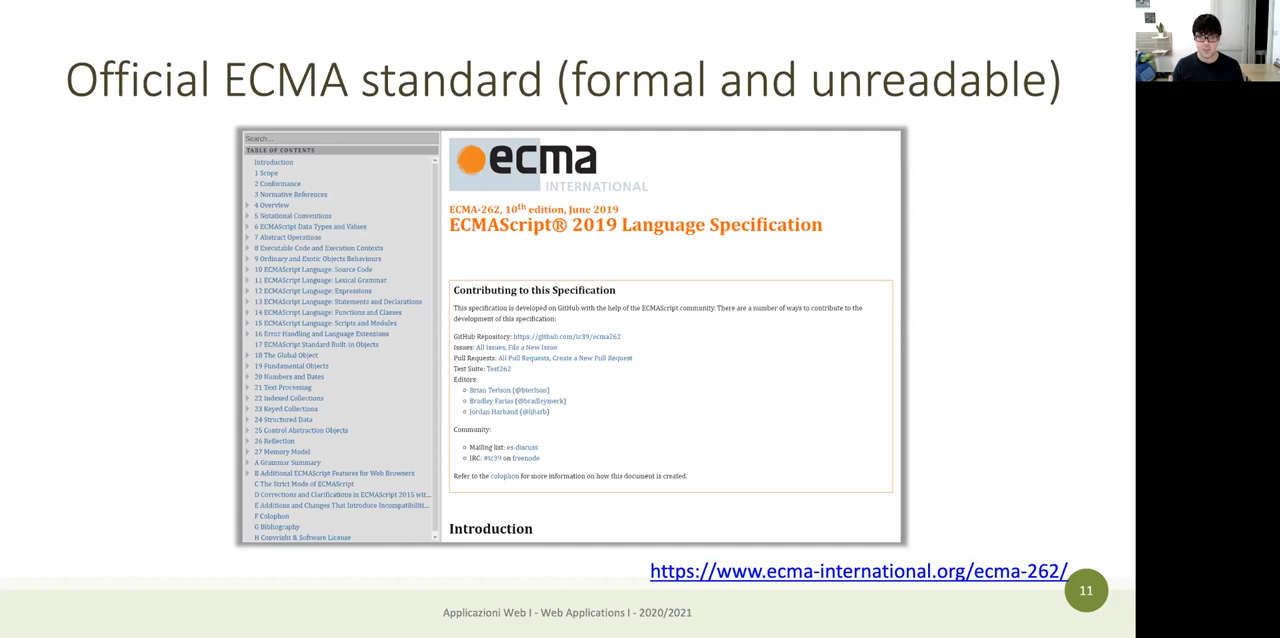 Official ECMA standard (formal and unreadable)
Search...
TABLE OF CONTENTS
Introduction
1 Scope
2 Conformance
3 Normative References
4 Overview
5 Notational Conventions
6 ECMAScript Data Types and Values
7 Abstract Operations
8 Executable Code and Execution Contexts
9 Ordinary and Exotic Objects Behaviours
10 ECMAScript Language: Source Code
11 ECMAScript Language: Lexical Grammar
12 ECMAScript Language: Expressions
13 ECMAScript Language: Statements and Declarations
14 ECMAScript Language: Functions and Classes
15 ECMAScript Language: Scripts and Modules
16 Error Handling and Language Extensions
17 ECMAScript Standard Built-in Objects
18 The Global Object
19 Fundamental Objects
20 Numbers and Dates
21 Text Processing
22 Indexed Collections
23 Keyed Collections
24 Structured Data
25 Control Abstraction Objects
26 Reflection
27 Memory Model
A Grammar Summary
B Additional ECMAScript Features for Web Browsers
C The Strict Mode of ECMAScript
D Corrections and Clarifications in ECMAScript 2015 wit...
E Additions and Changes That Introduce Incompatibiliti...
F Colophon
G Bibliography
H Copyright & Software License
ecma
INTERNATIONAL
ECMA-262, 10th edition, June 2019
ECMAScript® 2019 Language Specification
Contributing to this Specification
This specification is developed on GitHub with the help of the ECMAScript community. There are a number of ways to contribute to the
development of this specification:
GitHub Repository: https://github.com/tc39/ecma262
Issues: All Issues, File a New Issue
Pull Requests: All Pull Requests, Create a New Pull Request
Test Suite: Test262
Editors:
Brian Terlson (@bterlson)
Bradley Farias (@bradleymeck)
Jordan Harband (@ljharb)
Community:
Mailing list: es-discuss
IRC: #tc39 on freenode
Refer to the colophon for more information on how this document is created.
Introduction
https://www.ecma-international.org/ecma-262/
11
Applicazioni Web I - Web Applications I - 2020/2021